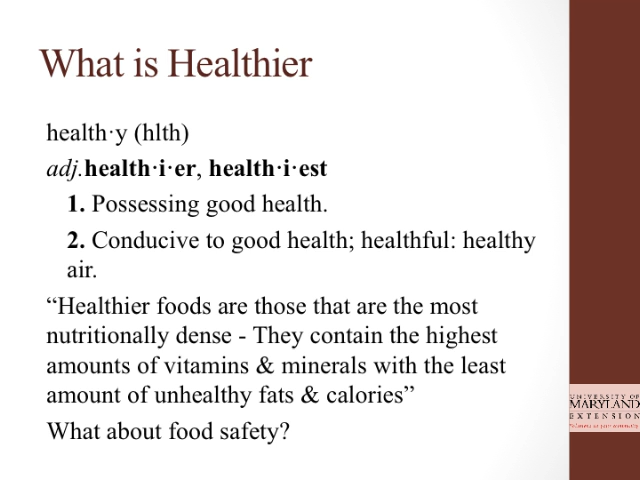 What is Healthier
health·y (hlth)
adj.health·i·er, health·i·est
1. Possessing good health.
2. Conducive to good health; healthful: healthy
air.
“Healthier foods are those that are the most
nutritionally dense - They contain the highest
amounts of vitamins & minerals with the least
amount of unhealthy fats & calories”
What about food safety?
UNIVERSITY OF
MARYLAND
EXTENSION